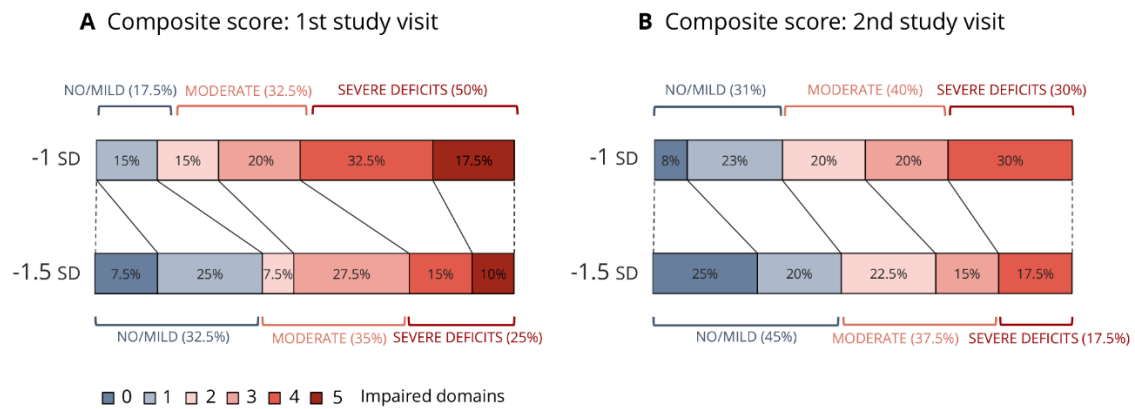 A Composite score: 1st study visit
B Composite score: 2nd study visit
NO/MILD (17.5%) MODERATE (32.5%) SEVERE DEFICITS (50%)
NO/MILD (31%) MODERATE (40%) SEVERE DEFICITS (30%)
-1 SD 15% 15% 20% 32.5% 17.5%
-1 SD 8% 23% 20% 20% 30%
-1.5 SD 7.5% 25% 7.5% 27.5% 15% 10%
-1.5 SD 25% 20% 22.5% 15% 17.5%
NO/MILD (32.5%) MODERATE (35%) SEVERE DEFICITS (25%)
NO/MILD (45%) MODERATE (37.5%) SEVERE DEFICITS (17.5%)
0 1 2 3 4 5 Impaired domains